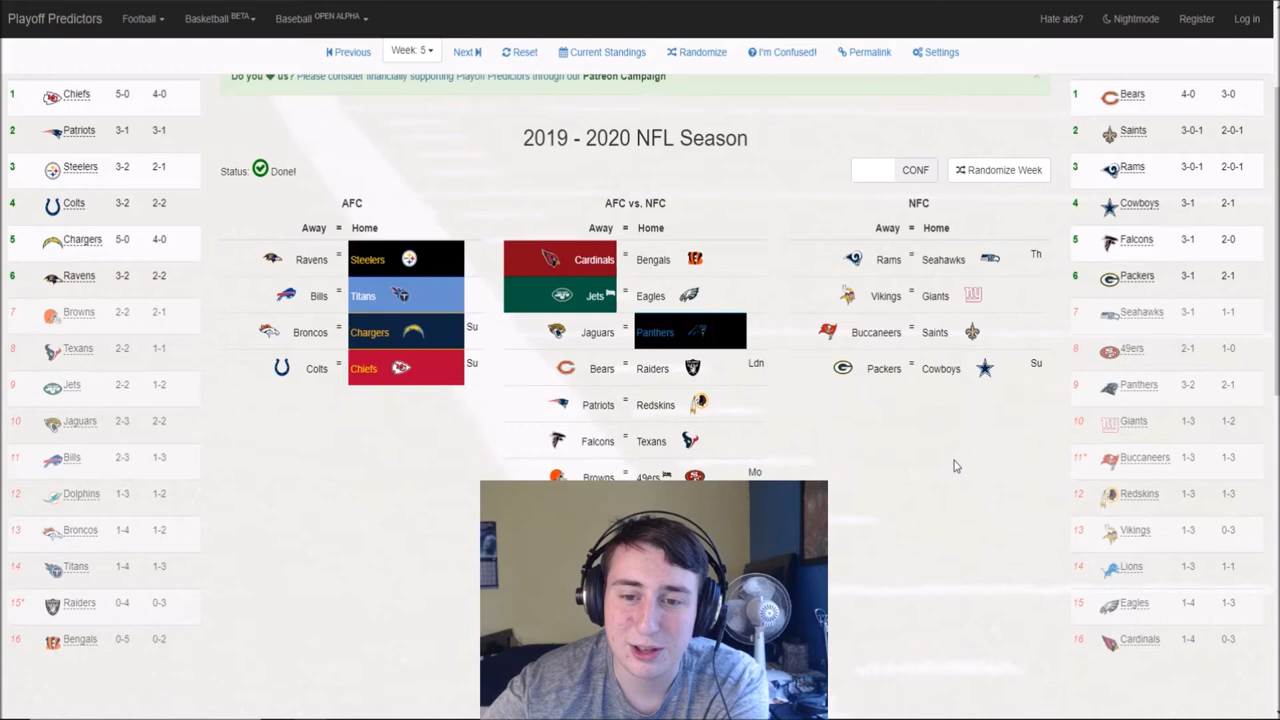 Playoff Predictors Football Basketball BETA Baseball OPEN ALPHA Hate ads? Nightmode Register Log in
Previous Week: 5 Next Reset Current Standings Randomize I'm Confused! Permalink Settings
Do you us? Please consider financially supporting Playoff Predictors through our Patreon Campaign ×
2019 - 2020 NFL Season
Status: Done! CONF Randomize Week
1 Chiefs 5-0 4-0
2 Patriots 3-1 3-1
3 Steelers 3-2 2-1
4 Colts 3-2 2-2
5 Chargers 5-0 4-0
6 Ravens 3-2 2-2
7 Browns 2-2 2-1
8 Texans 2-2 1-1
9 Jets 2-2 1-2
10 Jaguars 2-3 2-2
11 Bills 2-3 1-3
12 Dolphins 1-3 1-2
13 Broncos 1-4 1-2
14 Titans 1-4 1-3
15* Raiders 0-4 0-3
16 Bengals 0-5 0-2
AFC
Away = Home
Ravens = Steelers
Bills = Titans
Broncos = Chargers Su
Colts = Chiefs Su
AFC vs. NFC
Away = Home
Cardinals Bengals
Jets = Eagles
Jaguars = Panthers
Bears = Raiders Ldn
Patriots = Redskins
Falcons = Texans
Browns = 49ers Mo
NFC
Away = Home
Rams = Seahawks Th
Vikings = Giants
Buccaneers = Saints
Packers = Cowboys Su
1 Bears 4-0 3-0
2 Saints 3-0-1 2-0-1
3 Rams 3-0-1 2-0-1
4 Cowboys 3-1 2-1
5 Falcons 3-1 2-0
6 Packers 3-1 2-1
7 Seahawks 3-1 1-1
8 49ers 2-1 1-0
9 Panthers 3-2 2-1
10 Giants 1-3 1-2
11* Buccaneers 1-3 1-3
12 Redskins 1-3 1-3
13 Vikings 1-3 0-3
14 Lions 1-3 1-1
15 Eagles 1-4 1-3
16 Cardinals 1-4 0-3